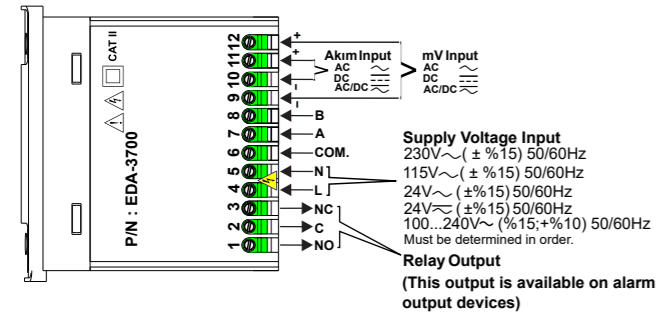 CAT II
P/N : EDA-3700
12 +
11 +
10 -
9 -
8 B
7 A
6 COM.
5 N
4 L
3 NC
2 C
1 NO
Akım Input
AC
DC
AC/DC
mV Input
AC
DC
AC/DC
Supply Voltage Input
230V～( ± %15) 50/60Hz
115V～( ± %15) 50/60Hz
24V～ (±%15) 50/60Hz
24V⏦ (±%15) 50/60Hz
100...240V～ (%15;+%10) 50/60Hz
Must be determined in order.
Relay Output
(This output is available on alarm
output devices)